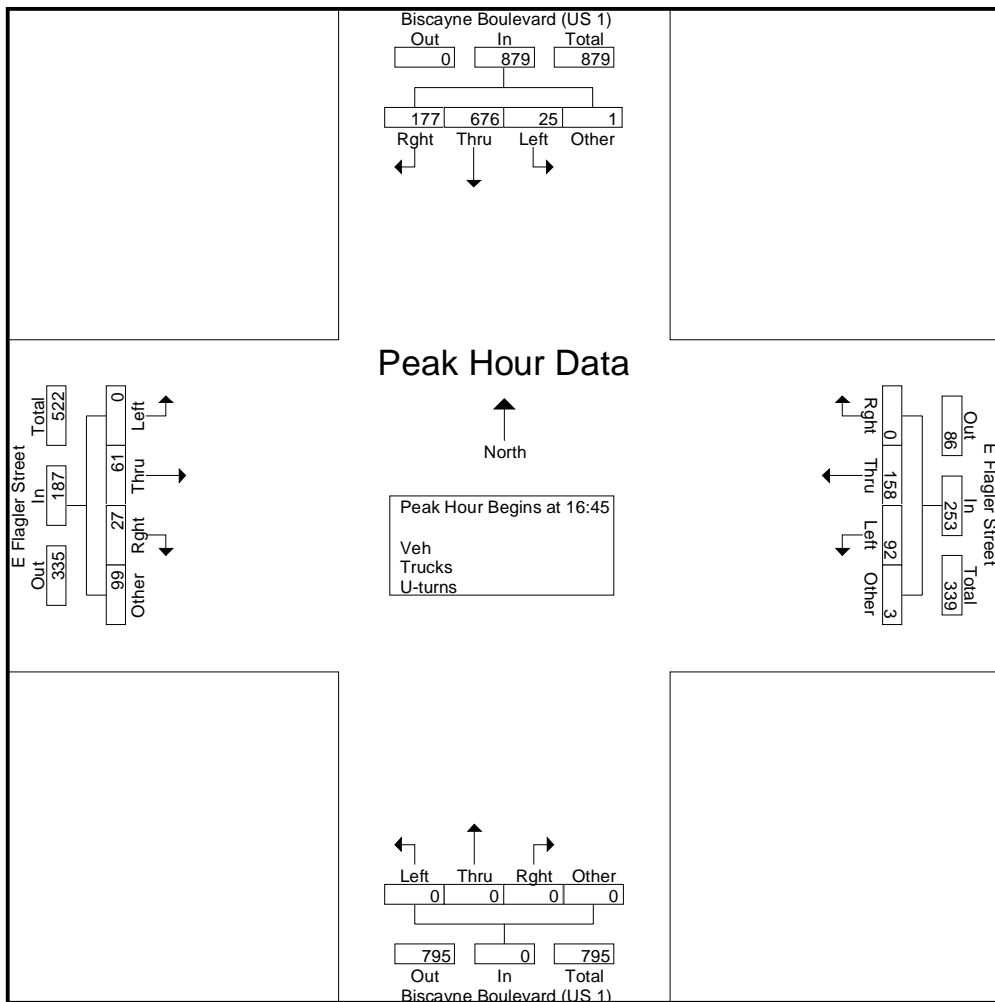 Biscayne Boulevard (US 1)
Out In Total
0 879 879
177 676 25 1
Rght Thru Left Other
Peak Hour Data
North
Peak Hour Begins at 16:45
Veh
Trucks
U-turns
E Flagler Street
Out In Total
335 187 522
Left Thru Rght Other
0 61 27 99
E Flagler Street
Out In Total
86 253 339
Rght Thru Left Other
0 158 92 3
Left Thru Rght Other
0 0 0 0
795 0 795
Out In Total
Biscayne Boulevard (US 1)